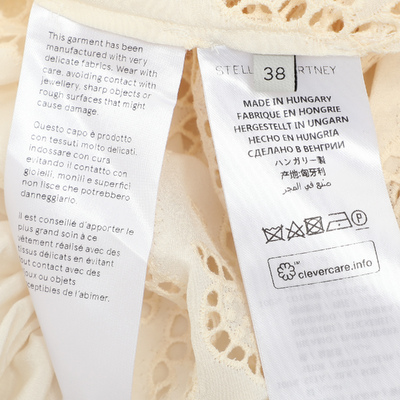 This garment has been
manufactured with very
delicate fabrics. Wear with
care, avoiding contact with
jewellery, sharp objects or
rough surfaces that might
cause damage.
Questo capo è prodotto
con tessuti molto delicati.
Indossare con cura
evitando il contatto con
gioielli, monili e superfici
non lisce che potrebbero
danneggiarlo.
Il est conseillé d'apporter le
plus grand soin à ce
vêtement réalisé avec des
tissus délicats en évitant
tout contact avec des
ou objets
de l'abîmer.
STELL RTNEY
38
MADE IN HUNGARY
FABRIQUE EN HONGRIE
HERGESTELLT IN UNGARN
HECHO EN HUNGRIA
СДЕЛАНО В ВЕНГРИИ
ハンガリー製
产地:匈牙利
صنع في المجر
P
clevercare.info